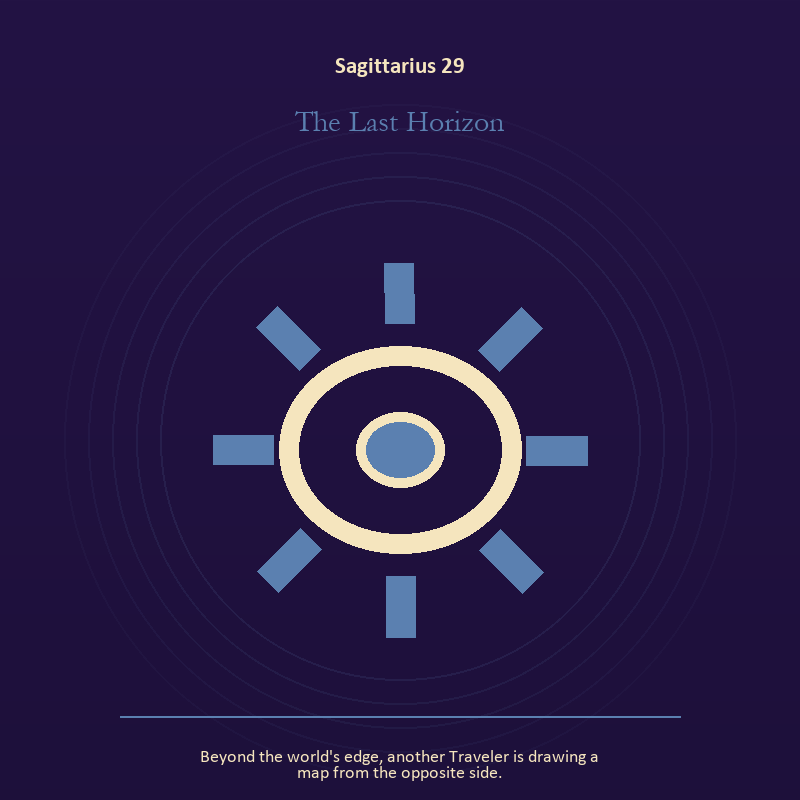 Sagittarius 29
The Last Horizon
Beyond the world's edge, another Traveler is drawing a
map from the opposite side.